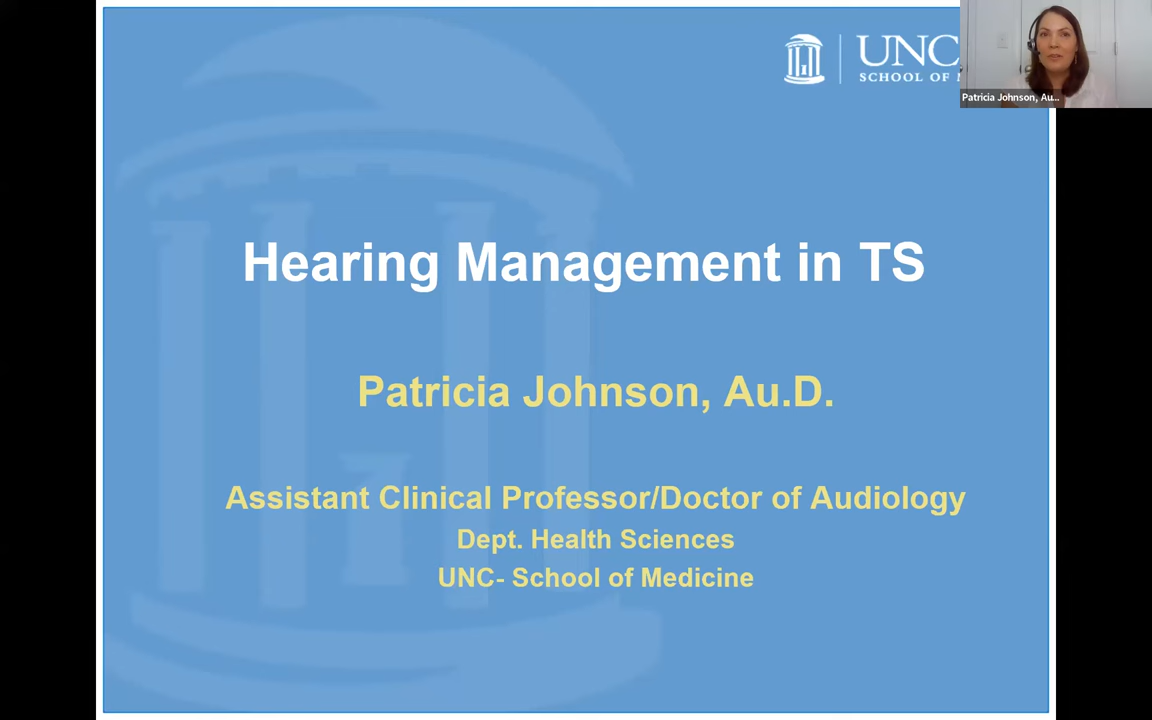 UNC
SCHOOL OF
Patricia Johnson, Au...
Hearing Management in TS
Patricia Johnson, Au.D.
Assistant Clinical Professor/Doctor of Audiology
Dept. Health Sciences
UNC- School of Medicine